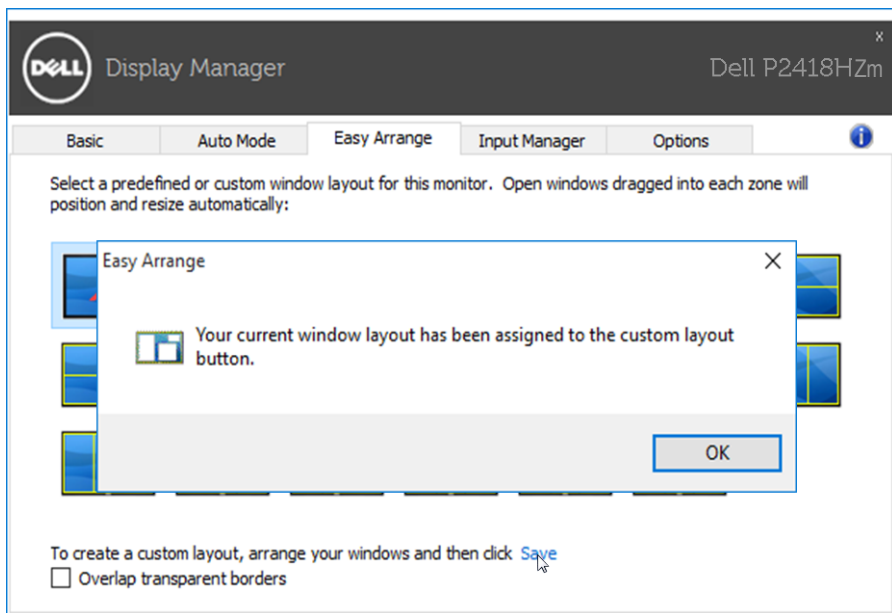 DELL
Display Manager
x
Dell P2418HZm
Basic
Auto Mode
Easy Arrange
Input Manager
Options
i
Select a predefined or custom window layout for this monitor. Open windows dragged into each zone will
position and resize automatically:
Easy Arrange
Your current window layout has been assigned to the custom layout
button.
OK
To create a custom layout, arrange your windows and then click Save
Overlap transparent borders